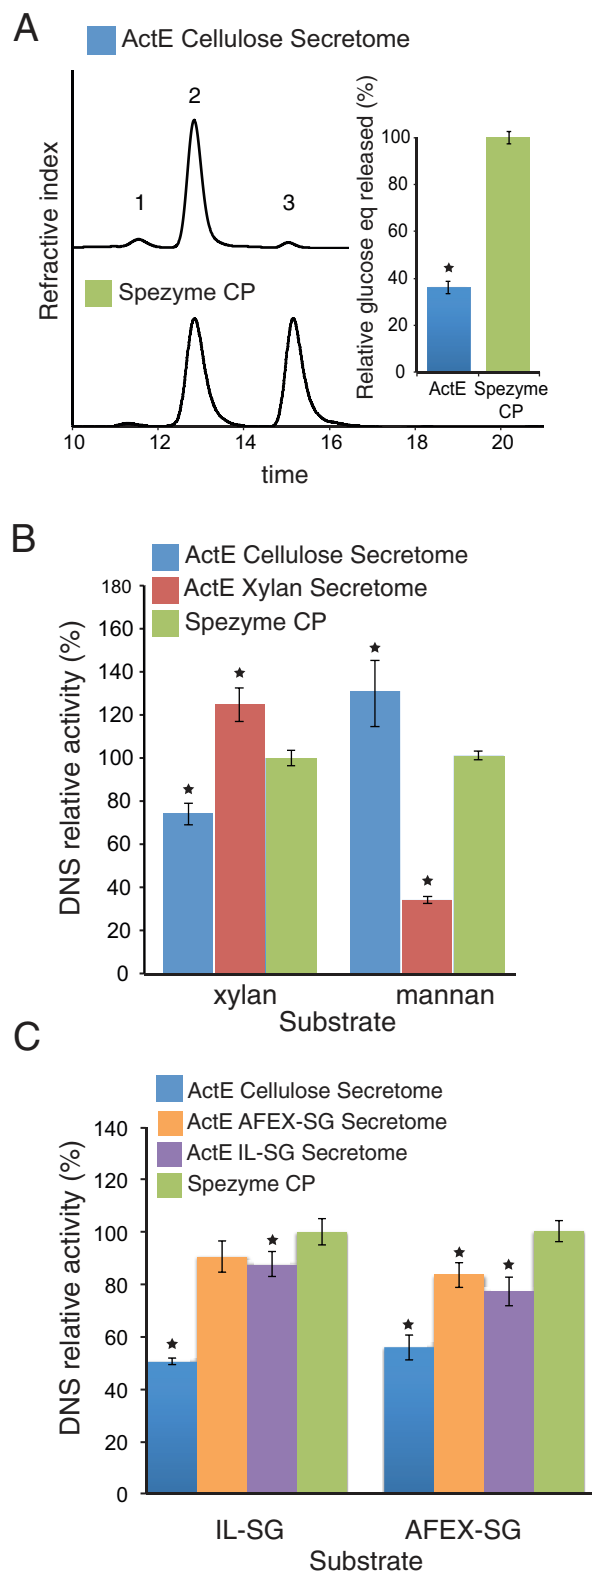 A
ActE Cellulose Secretome
Refractive index
1
2
3
Spezyme CP
10
12
14
16
18
20
time
Relative glucose eq released (%)
100
80
60
40
20
0
★
ActE
Spezyme
CP
B
ActE Cellulose Secretome
ActE Xylan Secretome
Spezyme CP
DNS relative activity (%)
180
160
140
120
100
80
60
40
20
0
★
★
★
★
xylan
mannan
Substrate
C
ActE Cellulose Secretome
ActE AFEX-SG Secretome
ActE IL-SG Secretome
Spezyme CP
DNS relative activity (%)
140
120
100
80
60
40
20
0
★
★
★
★
★
IL-SG
AFEX-SG
Substrate